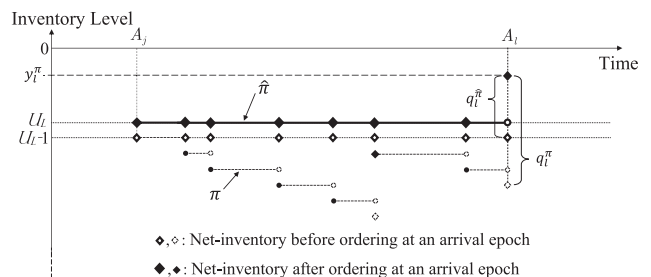 Inventory Level
A_j
A_l
0
Time
y_l^π
π̂
q_l^π̂
U_L
U_L-1
q_l^π
π
: Net-inventory before ordering at an arrival epoch
: Net-inventory after ordering at an arrival epoch